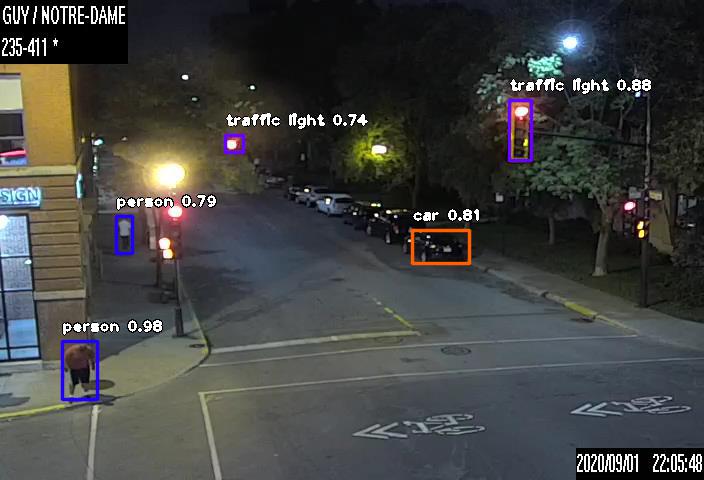 GUY / NOTRE-DAME
235-411 *
traffic light 0.88
traffic light 0.74
SIGN
person 0.79
car 0.81
person 0.98
2020/09/01 22:05:48